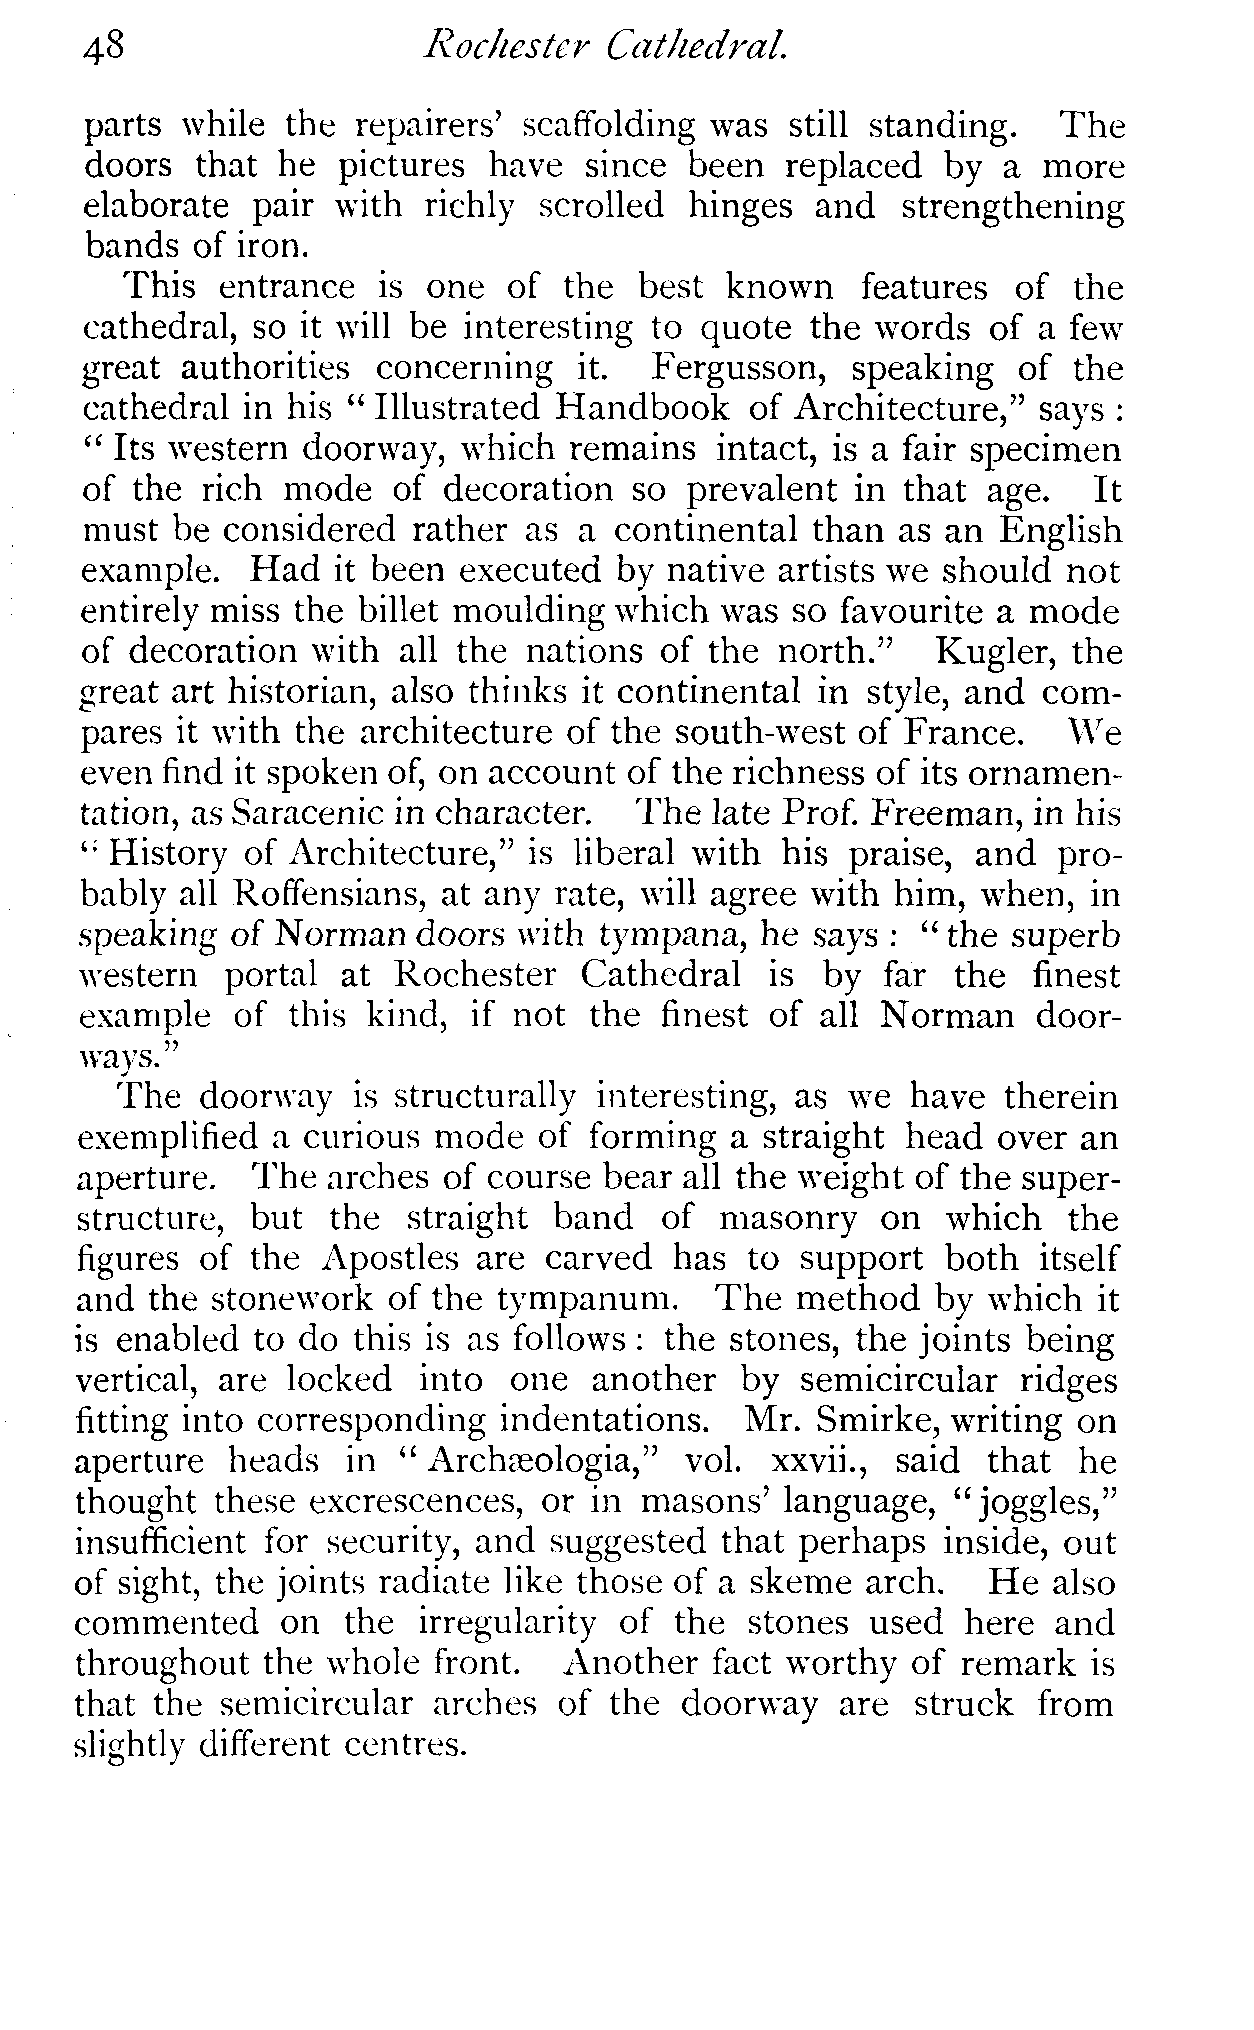 48 Rochester Cathedral.
parts while the repairers' scaffolding was still standing. The
doors that he pictures have since been replaced by a more
elaborate pair with richly scrolled hinges and strengthening
bands of iron.
This entrance is one of the best known features of the
cathedral, so it will be interesting to quote the words of a few
great authorities concerning it. Fergusson, speaking of the
cathedral in his “ Illustrated Handbook of Architecture,” says :
“ Its western doorway, which remains intact, is a fair specimen
of the rich mode of decoration so prevalent in that age. It
must be considered rather as a continental than as an English
example. Had it been executed by native artists we should not
entirely miss the billet moulding which was so favourite a mode
of decoration with all the nations of the north.” Kugler, the
great art historian, also thinks it continental in style, and com-
pares it with the architecture of the south-west of France. We
even find it spoken of, on account of the richness of its ornamen-
tation, as Saracenic in character. The late Prof. Freeman, in his
“ History of Architecture,” is liberal with his praise, and pro-
bably all Roffensians, at any rate, will agree with him, when, in
speaking of Norman doors with tympana, he says : “ the superb
western portal at Rochester Cathedral is by far the finest
example of this kind, if not the finest of all Norman door-
ways.”
The doorway is structurally interesting, as we have therein
exemplified a curious mode of forming a straight head over an
aperture. The arches of course bear all the weight of the super-
structure, but the straight band of masonry on which the
figures of the Apostles are carved has to support both itself
and the stonework of the tympanum. The method by which it
is enabled to do this is as follows : the stones, the joints being
vertical, are locked into one another by semicircular ridges
fitting into corresponding indentations. Mr. Smirke, writing on
aperture heads in “ Archæologia,” vol. xxvii., said that he
thought these excrescences, or in masons' language, “ joggles,”
insufficient for security, and suggested that perhaps inside, out
of sight, the joints radiate like those of a skeme arch. He also
commented on the irregularity of the stones used here and
throughout the whole front. Another fact worthy of remark is
that the semicircular arches of the doorway are struck from
slightly different centres.